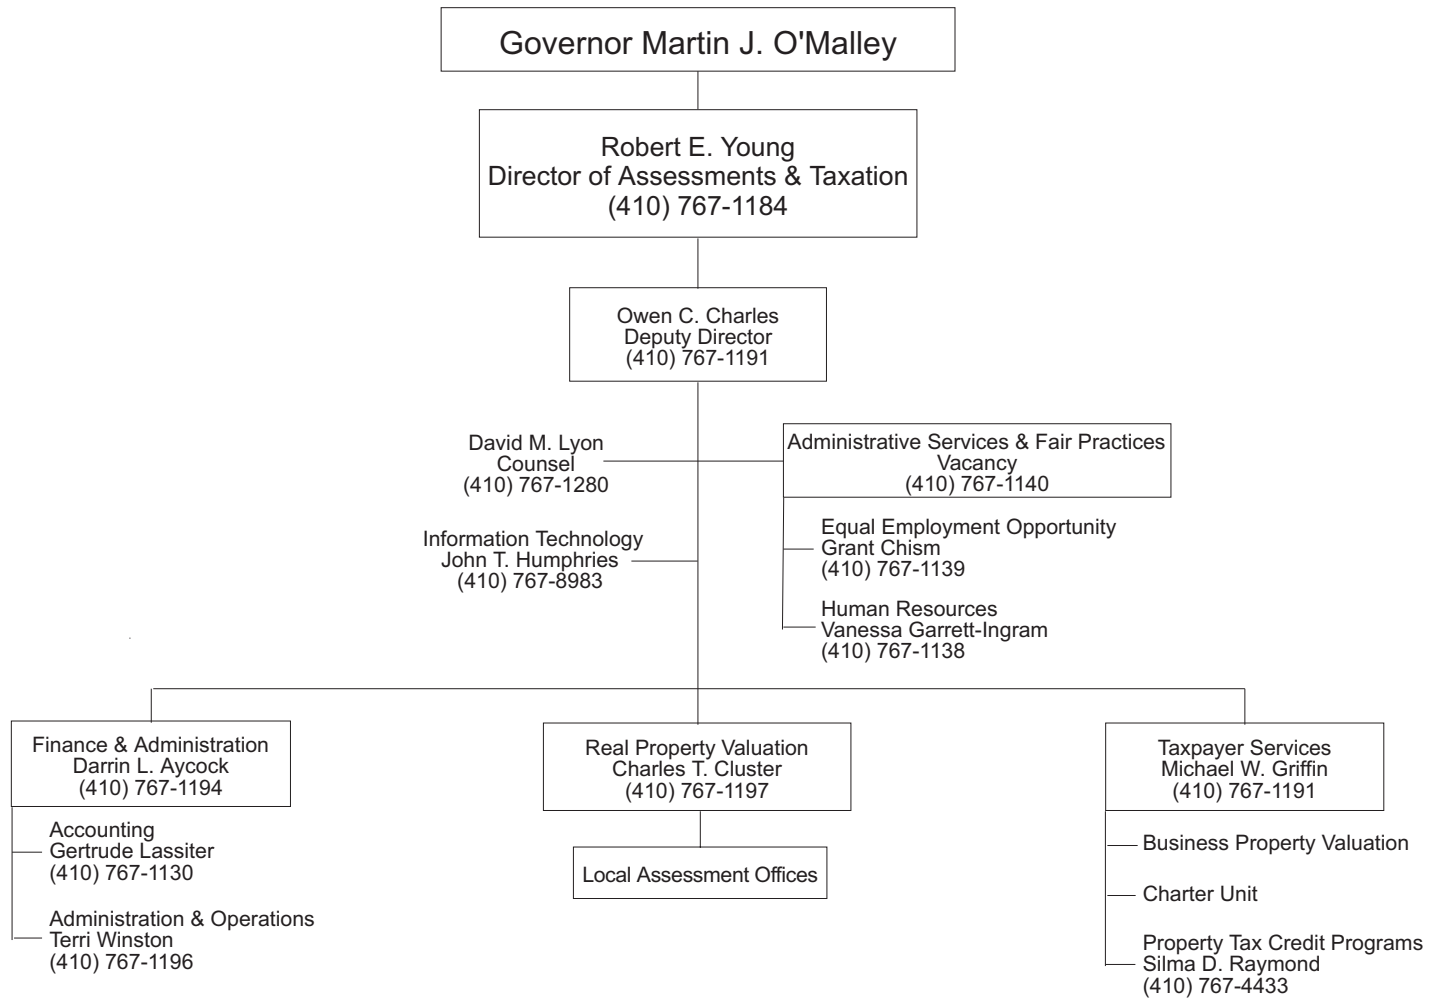 Governor Martin J. O'Malley
Robert E. Young
Director of Assessments & Taxation
(410) 767-1184
Owen C. Charles
Deputy Director
(410) 767-1191
David M. Lyon
Counsel
(410) 767-1280
Administrative Services & Fair Practices
Vacancy
(410) 767-1140
Information Technology
John T. Humphries
(410) 767-8983
Equal Employment Opportunity
Grant Chism
(410) 767-1139
Human Resources
Vanessa Garrett-Ingram
(410) 767-1138
Finance & Administration
Darrin L. Aycock
(410) 767-1194
Accounting
Gertrude Lassiter
(410) 767-1130
Administration & Operations
Terri Winston
(410) 767-1196
Real Property Valuation
Charles T. Cluster
(410) 767-1197
Local Assessment Offices
Taxpayer Services
Michael W. Griffin
(410) 767-1191
Business Property Valuation
Charter Unit
Property Tax Credit Programs
Silma D. Raymond
(410) 767-4433